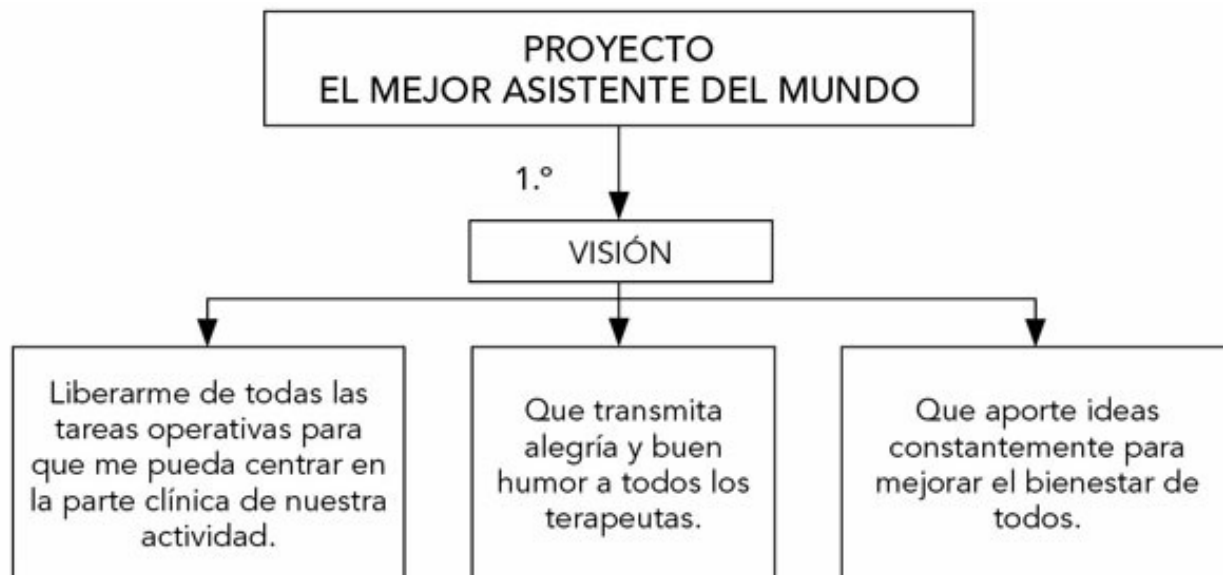 PROYECTO
EL MEJOR ASISTENTE DEL MUNDO
1.º
VISIÓN
Liberarme de todas las
tareas operativas para
que me pueda centrar en
la parte clínica de nuestra
actividad.
Que transmita
alegría y buen
humor a todos los
terapeutas.
Que aporte ideas
constantemente para
mejorar el bienestar de
todos.